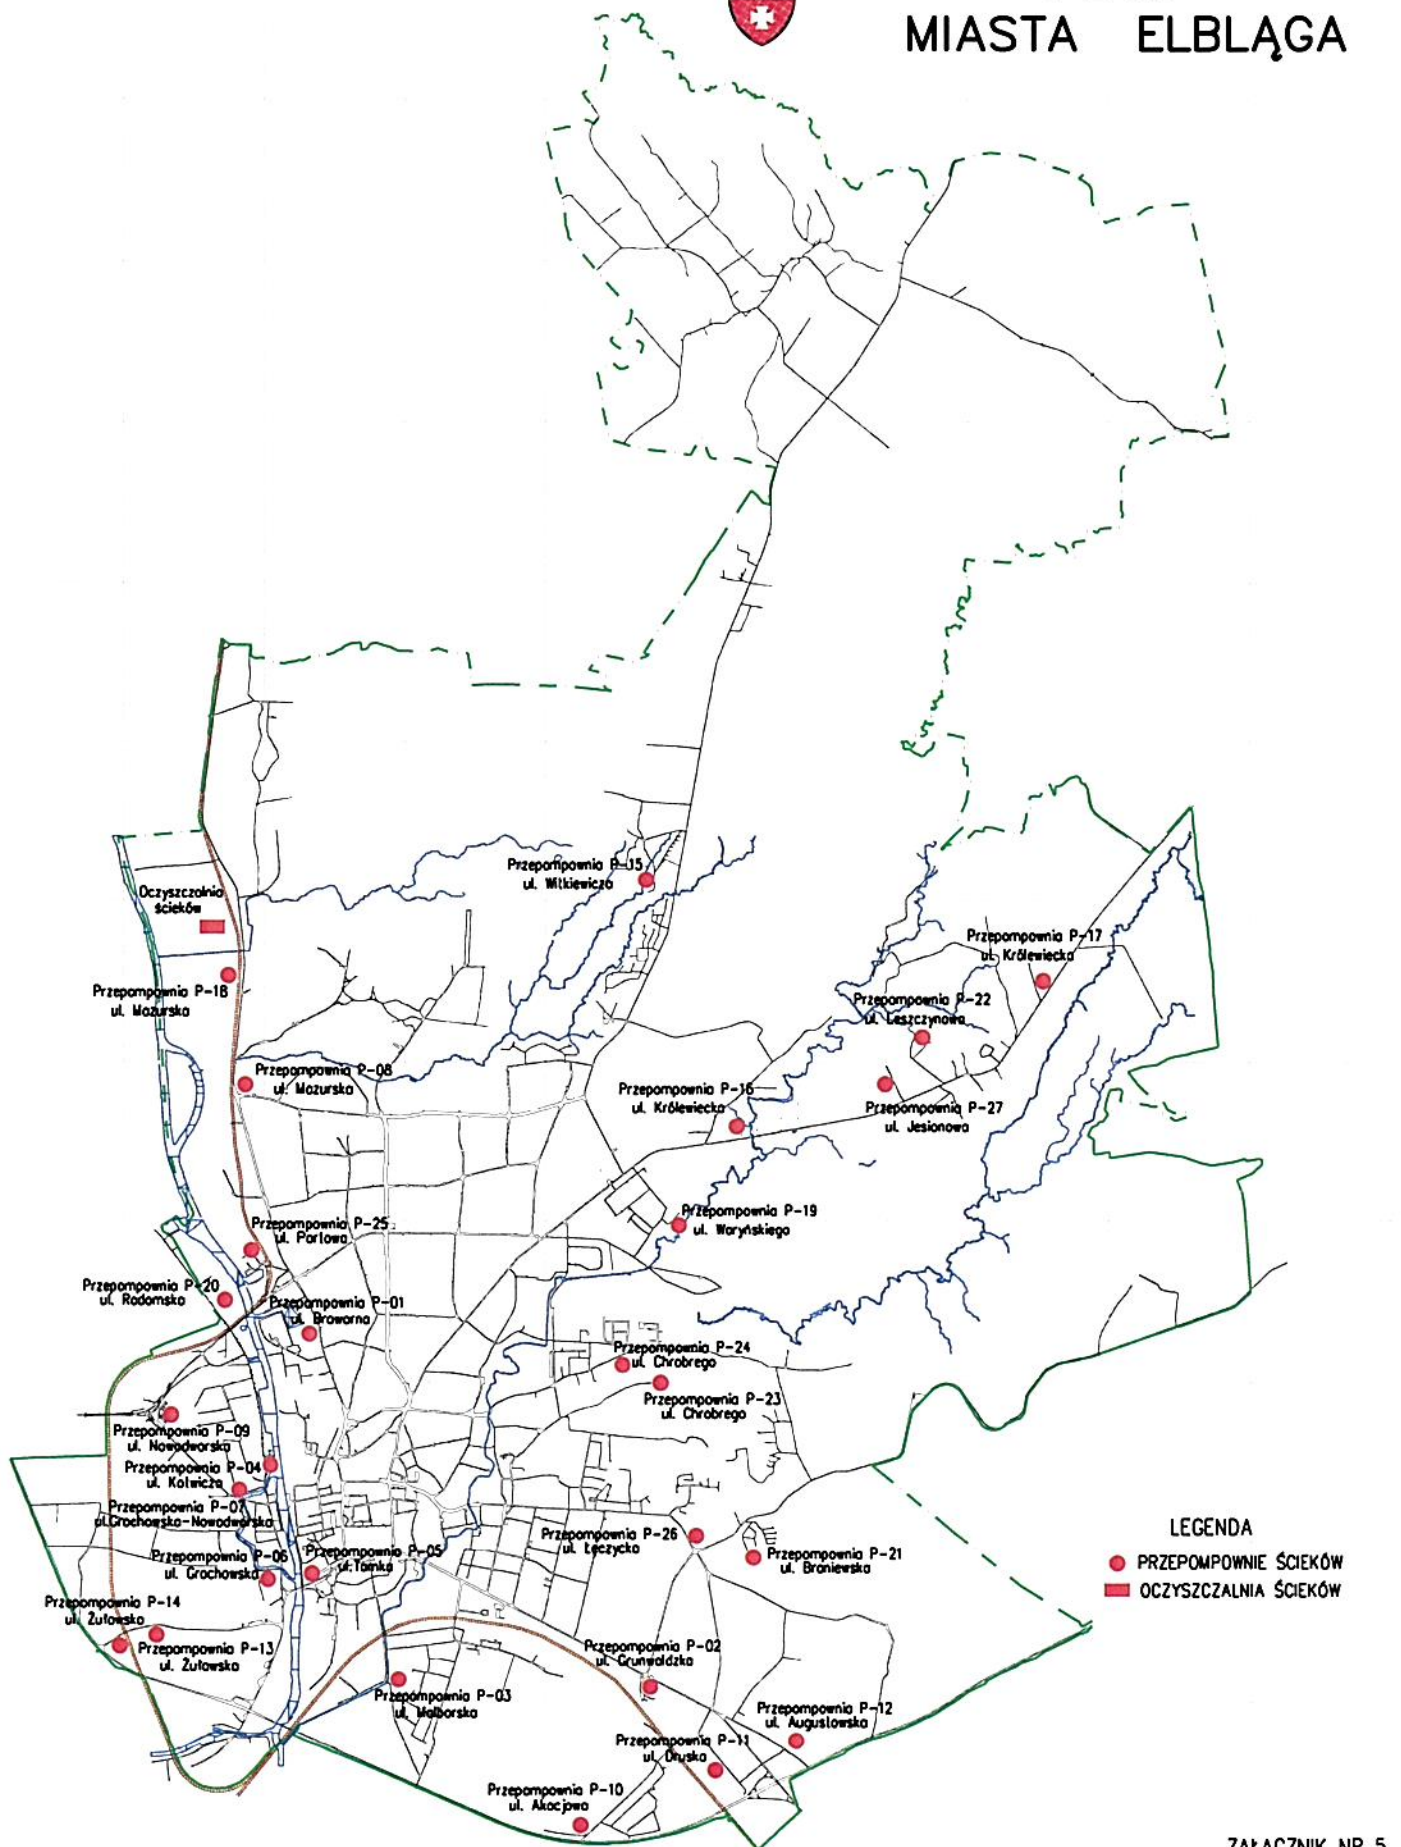 MIASTA ELBLĄGA
Przepompownia P-15
ul. Witkiewicza
Oczyszczalnia
ścieków
Przepompownia P-17
ul. Królewiecka
Przepompownia P-18
ul. Mazurska
Przepompownia P-22
ul. Leszczynowa
Przepompownia P-08
ul. Mazurska
Przepompownia P-16
ul. Królewiecka
Przepompownia P-27
ul. Jesionowa
Przepompownia P-19
ul. Waryńskiego
Przepompownia P-25
ul. Portowa
Przepompownia P-20
ul. Radomska
Przepompownia P-01
ul. Browarna
Przepompownia P-24
ul. Chrobrego
Przepompownia P-23
ul. Chrobrego
Przepompownia P-09
ul. Nowodworska
Przepompownia P-04
ul. Kotwicza
Przepompownia P-07
ul.Grochowska-Nowodworska
Przepompownia P-26
ul. Łęczycka
Przepompownia P-06
ul. Grochowska
Przepompownia P-05
ul.Tamka
Przepompownia P-21
ul. Braniewska
LEGENDA
PRZEPOMPOWNIE ŚCIEKÓW
OCZYSZCZALNIA ŚCIEKÓW
Przepompownia P-14
ul. Żuławska
Przepompownia P-13
ul. Żuławska
Przepompownia P-02
ul. Grunwaldzka
Przepompownia P-03
ul. Malborska
Przepompownia P-12
ul. Augustowska
Przepompownia P-11
ul. Druska
Przepompownia P-10
ul. Akacjowa
ZAŁĄCZNIK NR 5